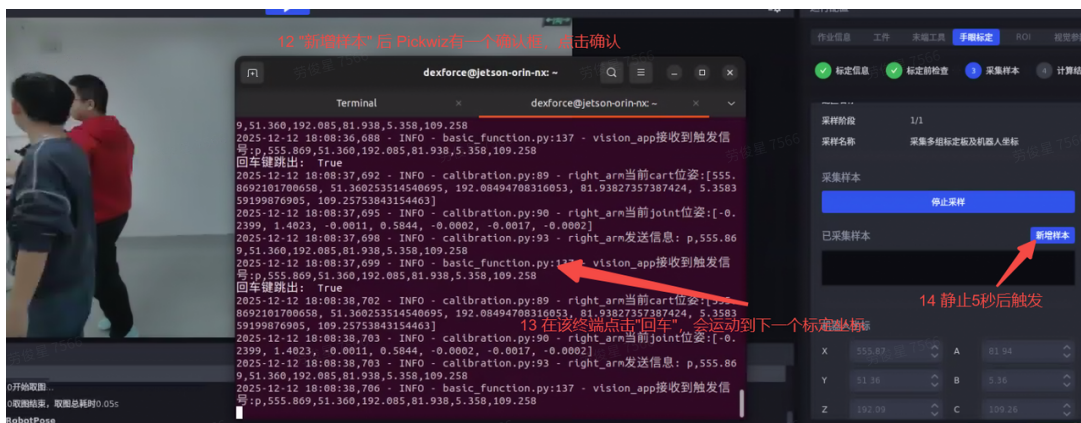 作业信息 工件 末端工具 手眼标定 ROI
12 "新增样本" 后 Pickwiz有一个确认框，点击确认
dexforce@jetson-orin-nx: ~
标定信息 标定前检查 3 采集样本 4 计算结
Terminal
dexforce@jetson-orin-nx: ~
9,51.360,192.085,81.938,5.358,109.258
2025-12-12 18:08:36,688 - INFO - basic_function.py:137 - vision_app接收到触发信
号:p,555.869,51.360,192.085,81.938,5.358,109.258
回车键跳出: True
2025-12-12 18:08:37,692 - INFO - calibration.py:89 - right_arm当前cart位姿:[555.
8692101700658, 51.360253514540695, 192.08494708316053, 81.93827357387424, 5.3583
59199876905, 109.25753843154463]
2025-12-12 18:08:37,695 - INFO - calibration.py:90 - right_arm当前joint位姿:[-0.
2399, 1.4023, -0.0011, 0.5844, -0.0002, -0.0017, -0.0002]
2025-12-12 18:08:37,698 - INFO - calibration.py:93 - right_arm发送信息: p,555.86
9,51.360,192.085,81.938,5.358,109.258
2025-12-12 18:08:37,699 - INFO - basic_function.py:137 - vision_app接收到触发信
号:p,555.869,51.360,192.085,81.938,5.358,109.258
回车键跳出: True
2025-12-12 18:08:38,702 - INFO - calibration.py:89 - right_arm当前cart位姿:[555.
8692101700658, 51.360253514540695, 192.08494708316053, 81.93827357387424, 5.3583
59199876905, 109.25753843154463]
2025-12-12 18:08:38,703 - INFO - calibration.py:90 - right_arm当前joint位姿:[-0.
2399, 1.4023, -0.0011, 0.5844, -0.0002, -0.0017, -0.0002]
2025-12-12 18:08:38,703 - INFO - calibration.py:93 - right_arm发送信息: p,555.86
9,51.360,192.085,81.938,5.358,109.258
2025-12-12 18:08:38,706 - INFO - basic_function.py:137 - vision_app接收到触发信
号:p,555.869,51.360,192.085,81.938,5.358,109.258
13 在该终端点击"回车"，会运动到下一个标定坐标
采样阶段 1/1
采样名称 采集多组标定板及机器人坐标
采集样本
停止采样
已采集样本 新增样本
14 静止5秒后触发
X 555.87 A 81.94
Y 51.36 B 5.36
Z 192.09 C 109.26
0开始取图...
0取图结束，取图总耗时0.05s
RobotPose
劳俊星 7566